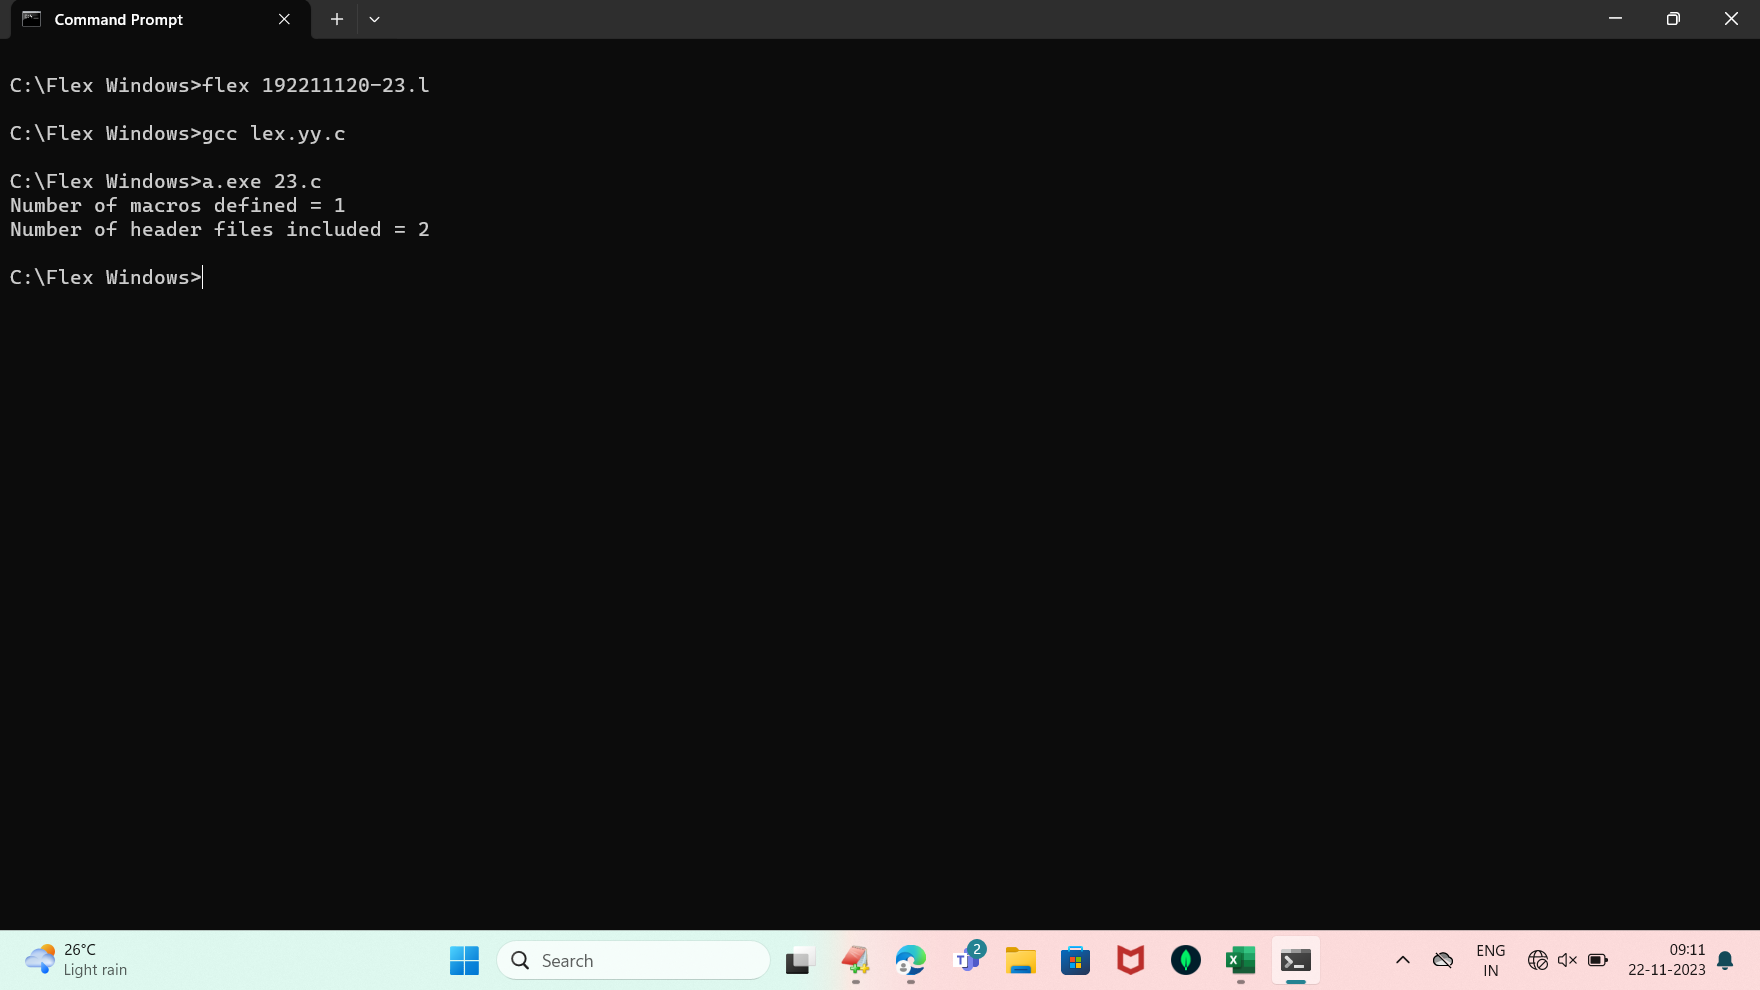 Command Prompt
C:\Flex Windows>flex 192211120-23.l
C:\Flex Windows>gcc lex.yy.c
C:\Flex Windows>a.exe 23.c
Number of macros defined = 1
Number of header files included = 2
C:\Flex Windows>
26°C
Light rain
Search
2
ENG
IN
09:11
22-11-2023